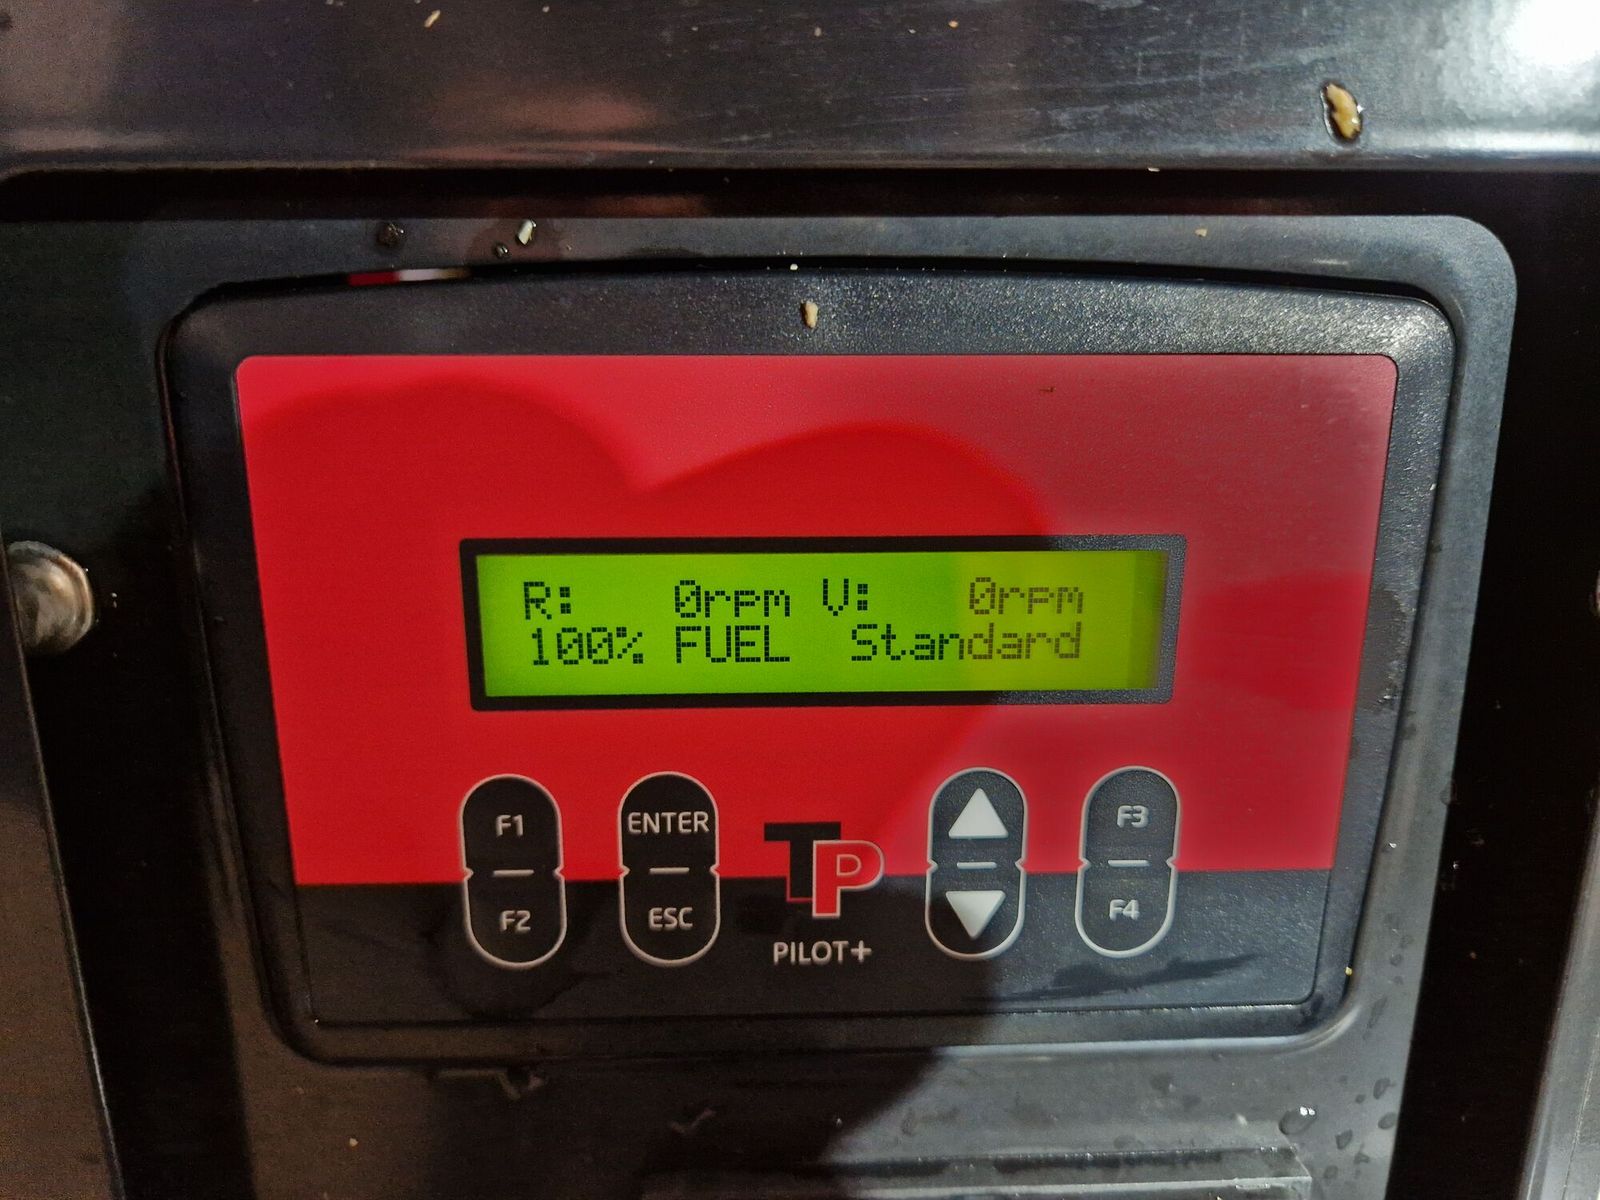 R: 0rpm V: 0rpm
100% FUEL Standard
F1
F2
ENTER
ESC
TP
PILOT+
F3
F4